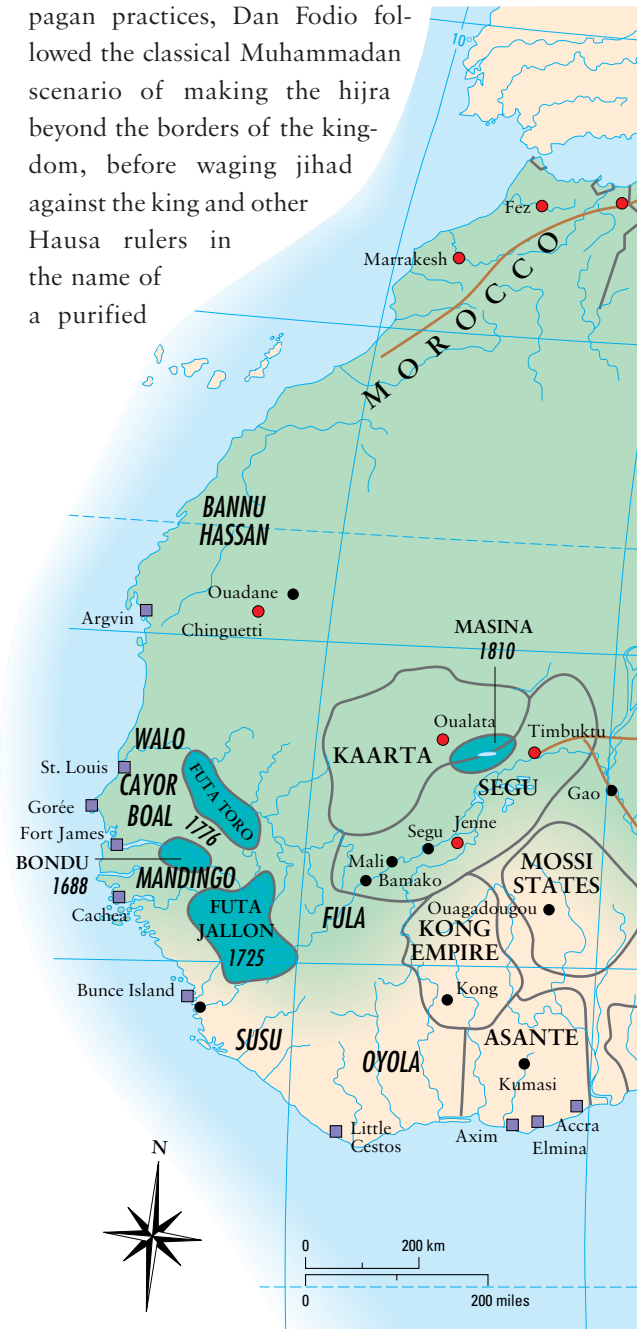 pagan practices, Dan Fodio fol-
lowed the classical Muhammadan
scenario of making the hijra
beyond the borders of the king-
dom, before waging jihad
against the king and other
Hausa rulers in
the name of
a purified
10°
Fez
Marrakesh
MOROCCO
BANNU
HASSAN
Ouadane
Argvin
Chinguetti
MASINA
1810
WALO
Oualata
Timbuktu
KAARTA
St. Louis
CAYOR
FUTA TORO
SEGU
Gao
Gorée
BOAL
1776
Fort James
Segu
Jenne
BONDU
1688
MANDINGO
Mali
Bamako
MOSSI
STATES
Cachea
FUTA
JALLON
1725
FULA
Ouagadougou
KONG
EMPIRE
Bunce Island
Kong
SUSU
OYOLA
ASANTE
Kumasi
Little
Cestos
Axim
Accra
Elmina
N
0 200 km
0 200 miles